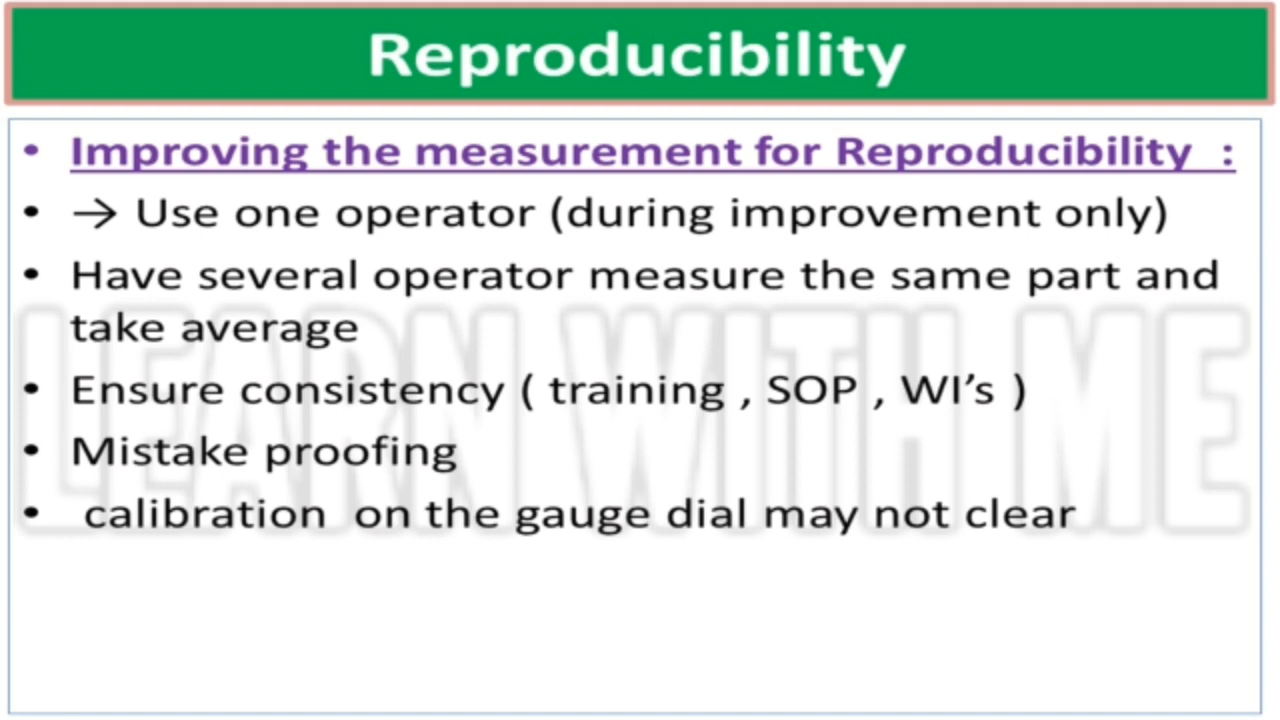 Reproducibility
• Improving the measurement for Reproducibility :
• → Use one operator (during improvement only)
• Have several operator measure the same part and
take average
• Ensure consistency ( training , SOP , WI’s )
• Mistake proofing
• calibration on the gauge dial may not clear
LEARN WITH ME